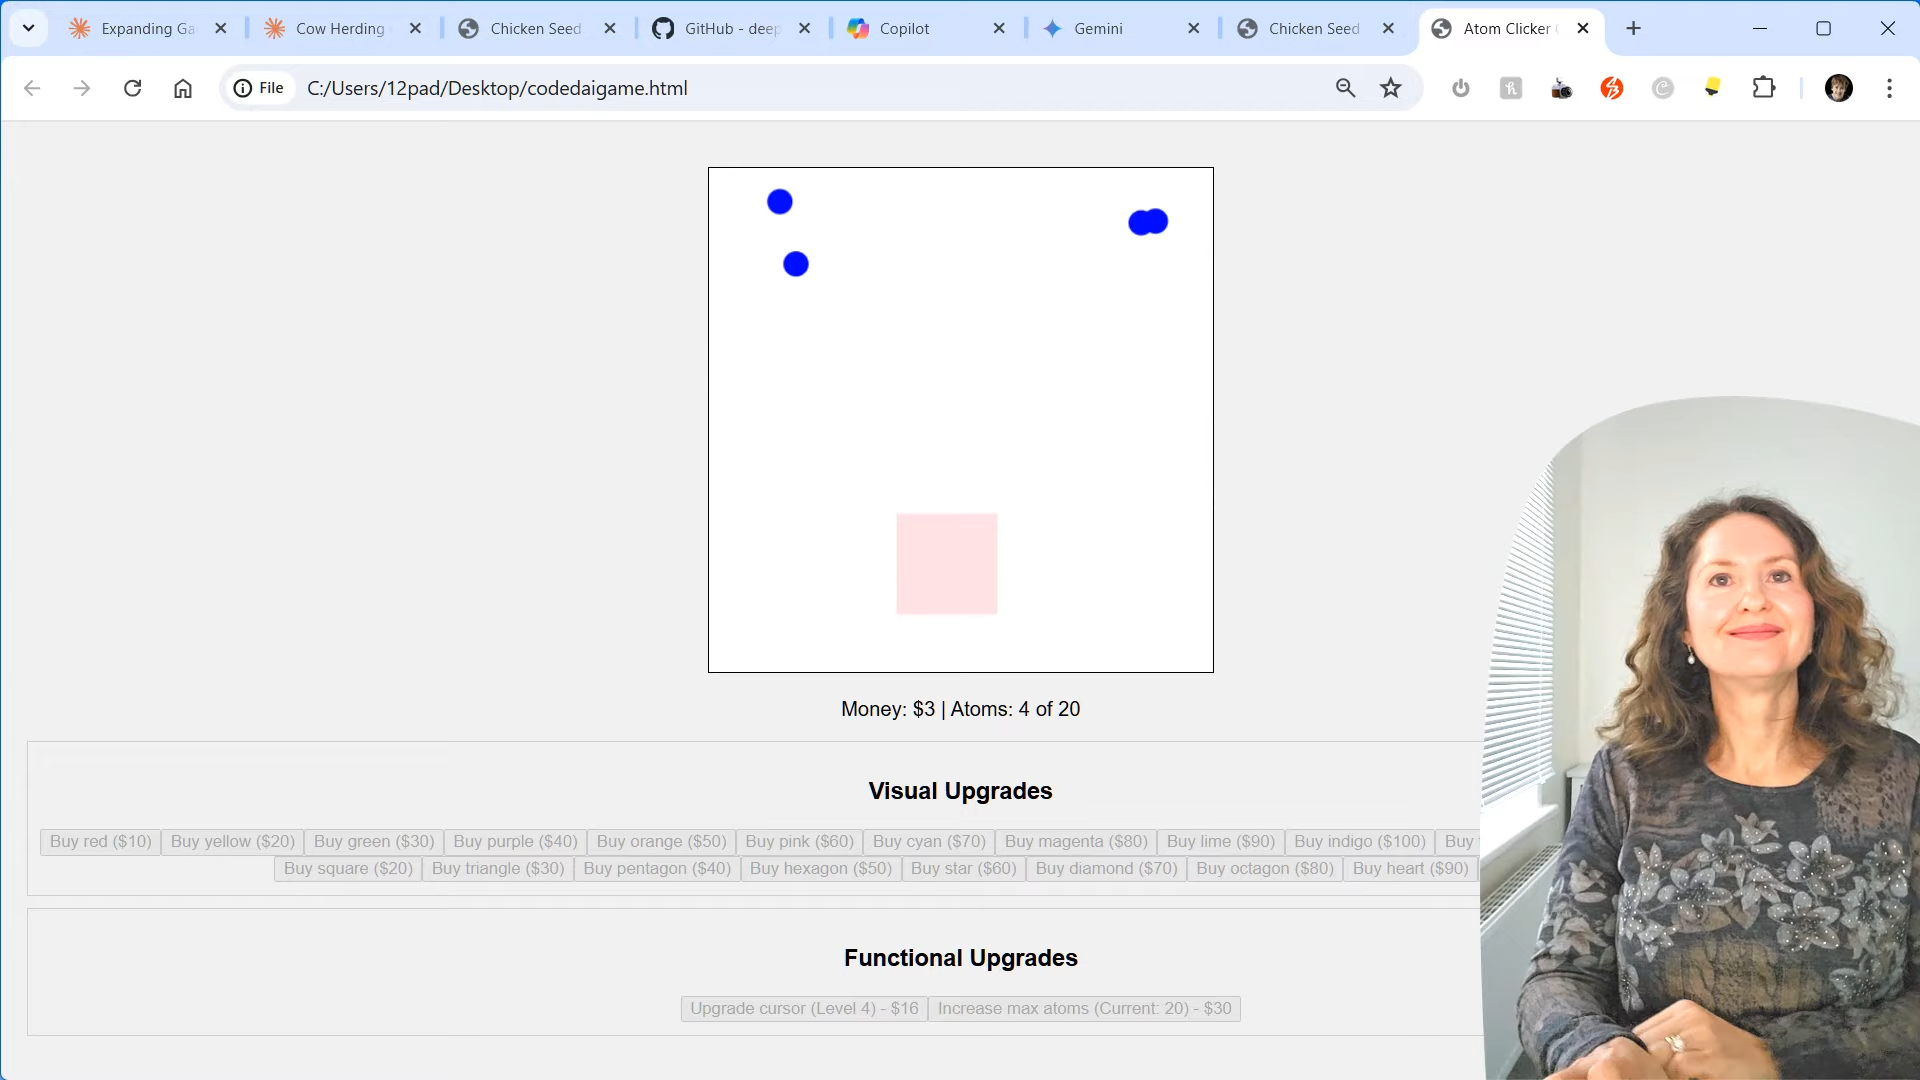 Expanding Ga
Cow Herding
Chicken Seed
GitHub - deep
Copilot
Gemini
Chicken Seed
Atom Clicker
File
C:/Users/12pad/Desktop/codedaigame.html
Money: $3 | Atoms: 4 of 20
Visual Upgrades
Buy red ($10) Buy yellow ($20) Buy green ($30) Buy purple ($40) Buy orange ($50) Buy pink ($60) Buy cyan ($70) Buy magenta ($80) Buy lime ($90) Buy indigo ($100) Buy
Buy square ($20) Buy triangle ($30) Buy pentagon ($40) Buy hexagon ($50) Buy star ($60) Buy diamond ($70) Buy octagon ($80) Buy heart ($90)
Functional Upgrades
Upgrade cursor (Level 4) - $16 Increase max atoms (Current: 20) - $30